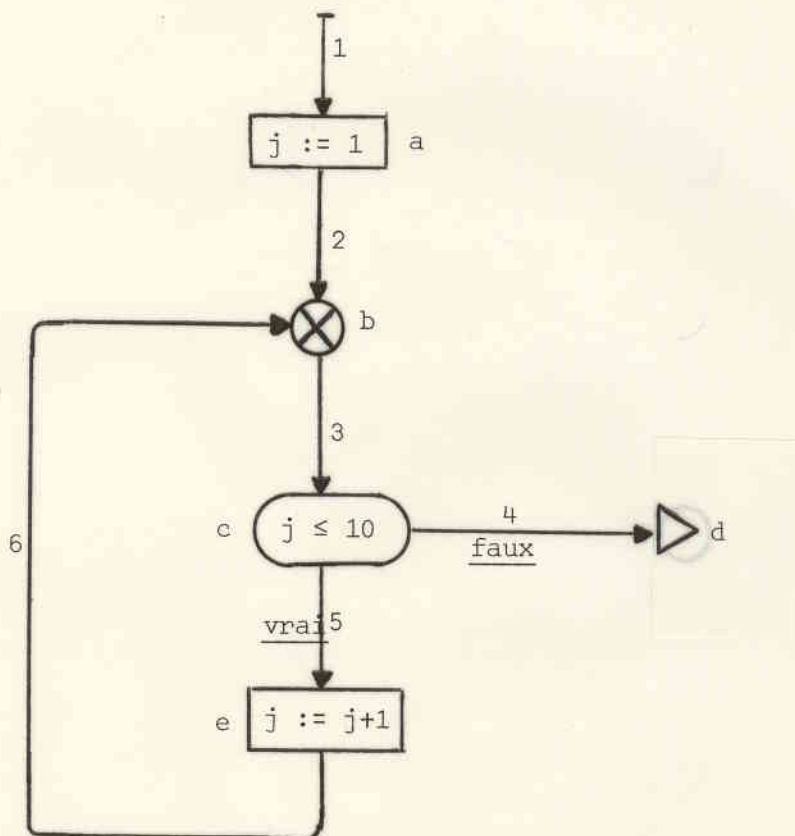 1
j := 1 a
2
b
3
c j ≤ 10 4 d
faux
6
vrai 5
e j := j+1